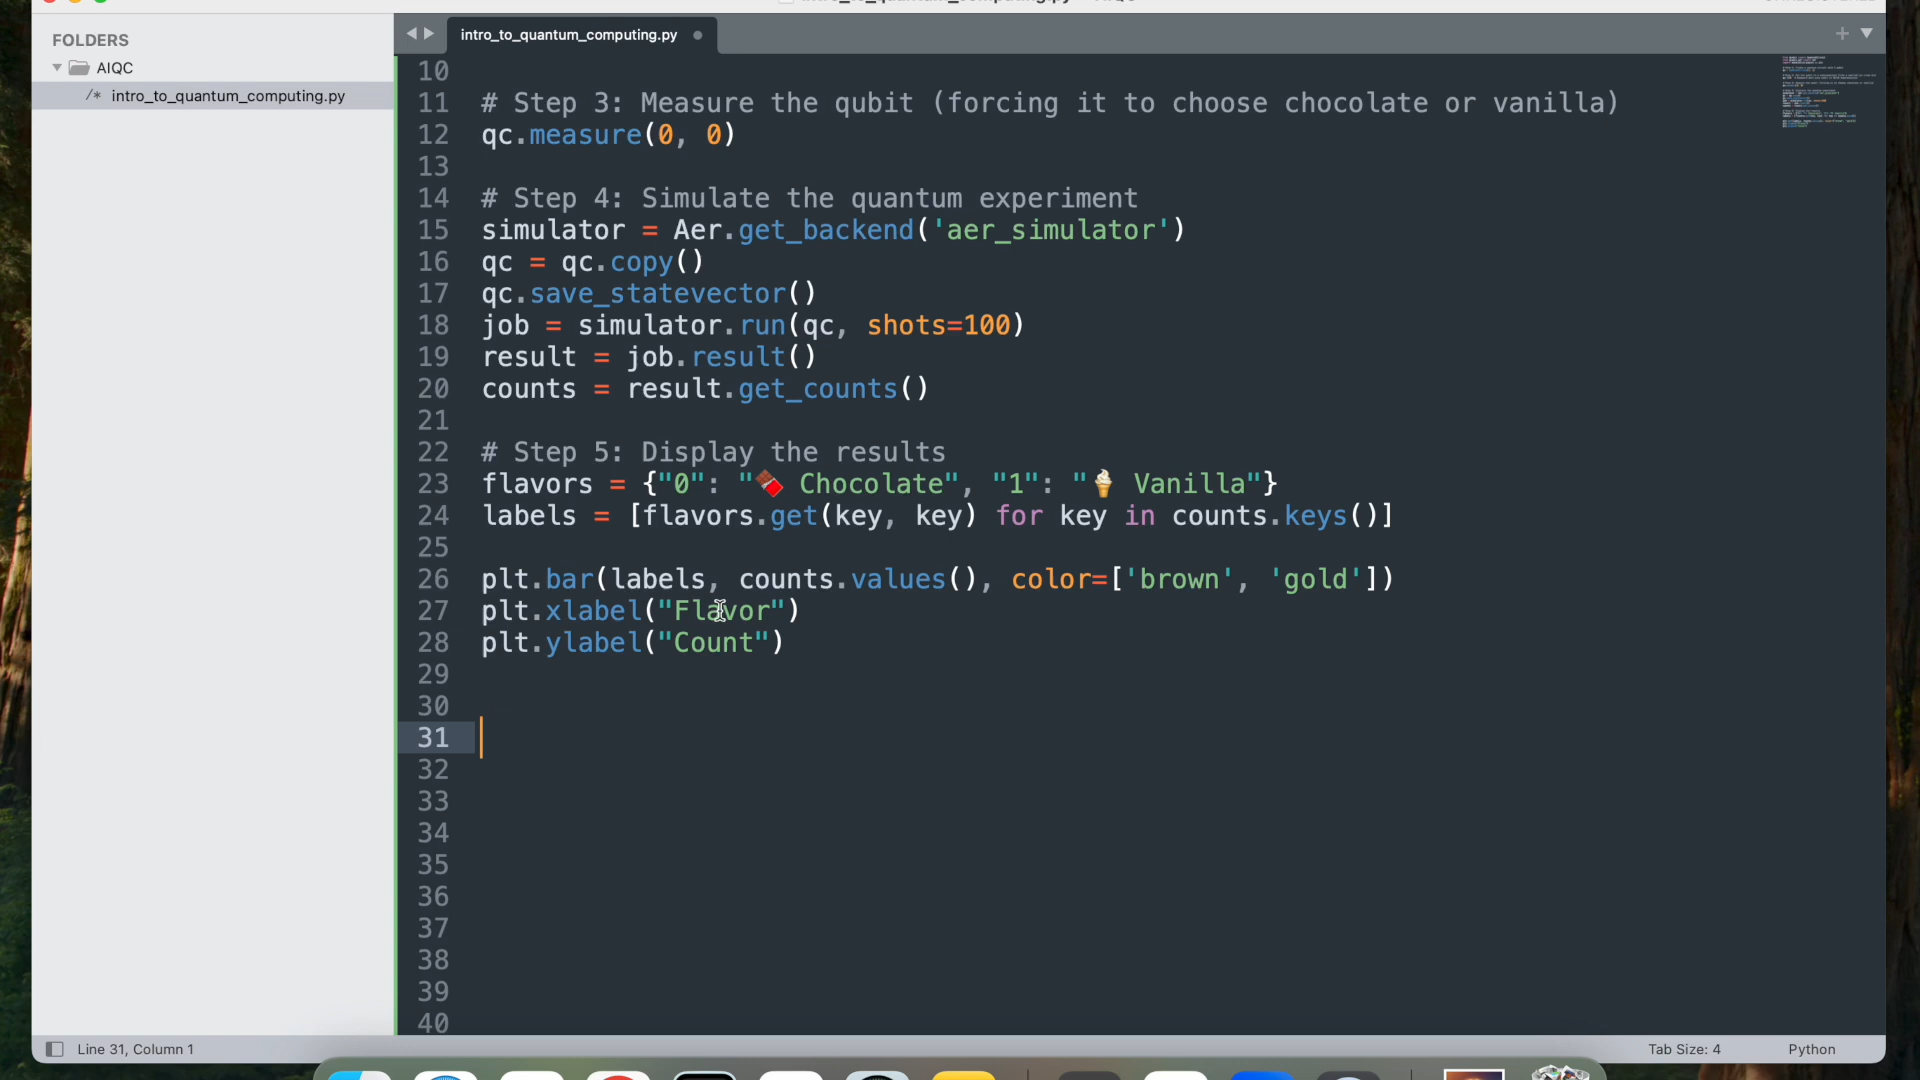 FOLDERS
AIQC
/* intro_to_quantum_computing.py
intro_to_quantum_computing.py
10
11 # Step 3: Measure the qubit (forcing it to choose chocolate or vanilla)
12 qc.measure(0, 0)
13
14 # Step 4: Simulate the quantum experiment
15 simulator = Aer.get_backend('aer_simulator')
16 qc = qc.copy()
17 qc.save_statevector()
18 job = simulator.run(qc, shots=100)
19 result = job.result()
20 counts = result.get_counts()
21
22 # Step 5: Display the results
23 flavors = {"0": "🍫 Chocolate", "1": "🍦 Vanilla"}
24 labels = [flavors.get(key, key) for key in counts.keys()]
25
26 plt.bar(labels, counts.values(), color=['brown', 'gold'])
27 plt.xlabel("Flavor")
28 plt.ylabel("Count")
29
30
31
32
33
34
35
36
37
38
39
40
Line 31, Column 1
Tab Size: 4
Python